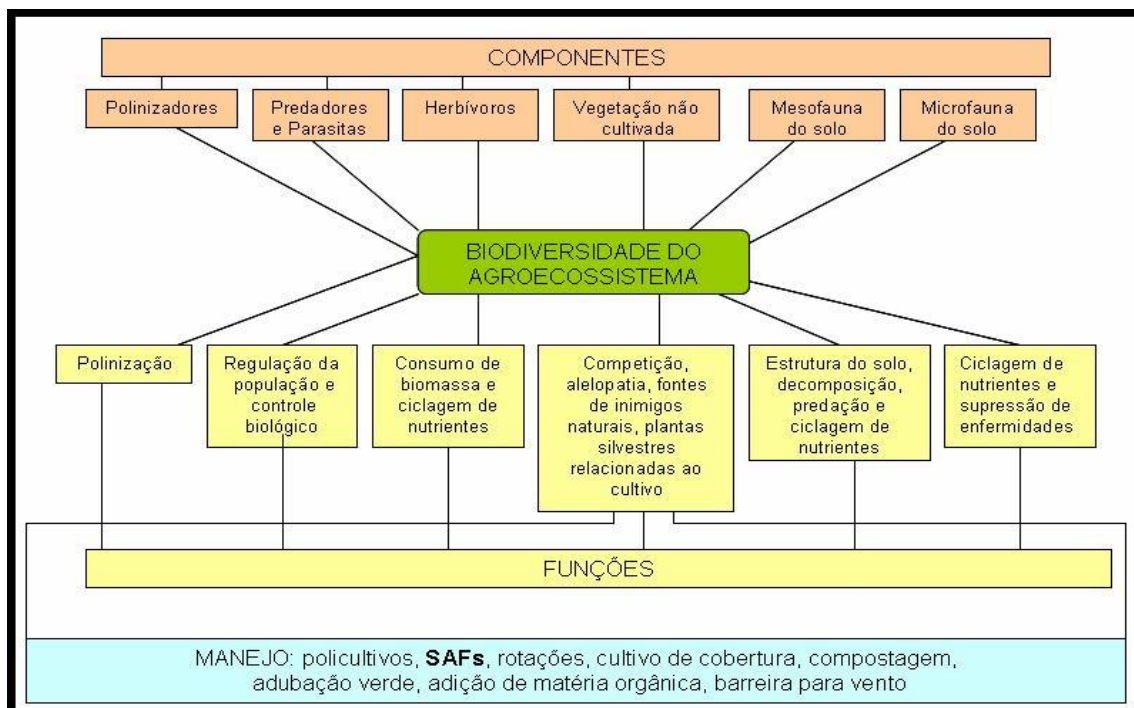 COMPONENTES
Polinizadores
Predadores
e Parasitas
Herbívoros
Vegetação não
cultivada
Mesofauna
do solo
Microfauna
do solo
BIODIVERSIDADE DO
AGROECOSSISTEMA
Polinização
Regulação da
população e
controle
biológico
Consumo de
biomassa e
ciclagem de
nutrientes
Competição,
alelopatia, fontes
de inimigos
naturais, plantas
silvestres
relacionadas ao
cultivo
Estrutura do solo,
decomposição,
predação e
ciclagem de
nutrientes
Ciclagem de
nutrientes e
supressão de
enfermidades
FUNÇÕES
MANEJO: policultivos, SAFs, rotações, cultivo de cobertura, compostagem,
adubação verde, adição de matéria orgânica, barreira para vento